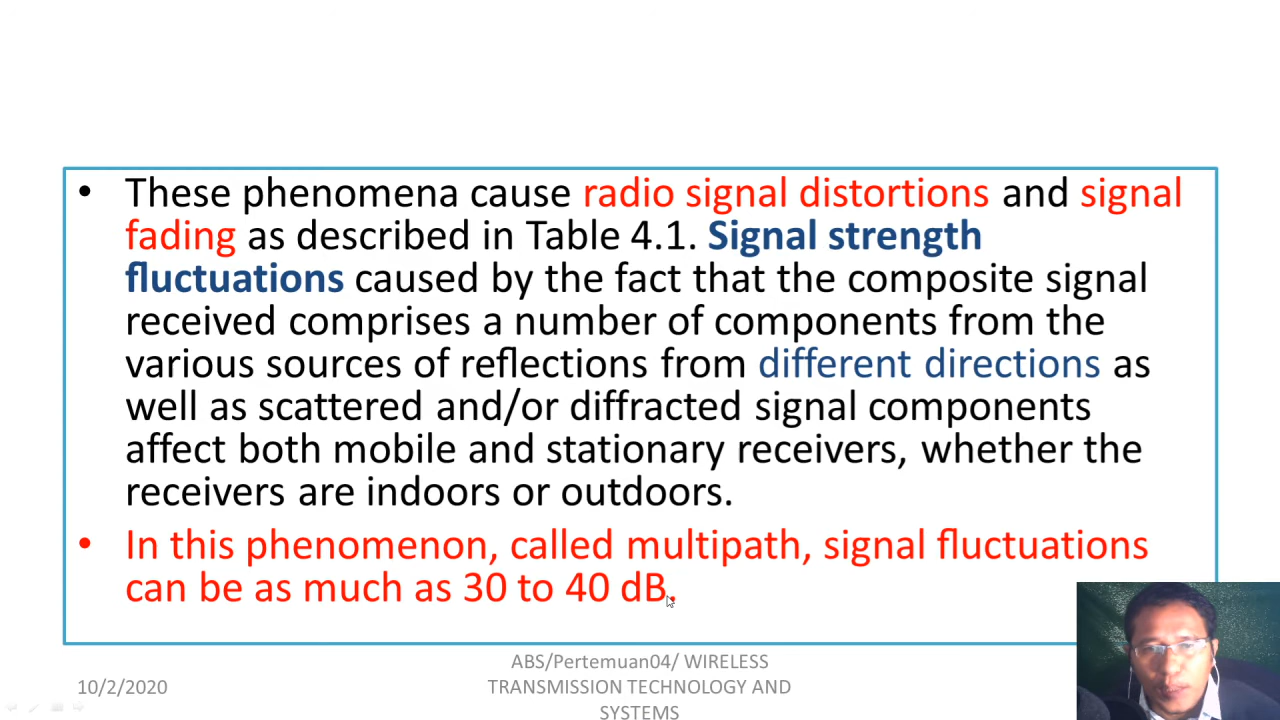 • These phenomena cause radio signal distortions and signal
fading as described in Table 4.1. Signal strength
fluctuations caused by the fact that the composite signal
received comprises a number of components from the
various sources of reflections from different directions as
well as scattered and/or diffracted signal components
affect both mobile and stationary receivers, whether the
receivers are indoors or outdoors.
• In this phenomenon, called multipath, signal fluctuations
can be as much as 30 to 40 dB.
10/2/2020
ABS/Pertemuan04/ WIRELESS
TRANSMISSION TECHNOLOGY AND
SYSTEMS